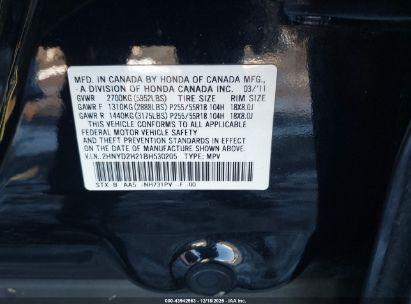 MFD. IN CANADA BY HONDA OF CANADA MFG.,
A DIVISION OF HONDA CANADA INC. 03/'11
GVWR 2700KG(5952LBS) TIRE SIZE RIM SIZE
GAWR F 1310KG(2888LBS) P255/55R18 104H 18X8.0J
GAWR R 1440KG(3175LBS) P255/55R18 104H 18X8.0J
THIS VEHICLE CONFORMS TO ALL APPLICABLE
FEDERAL MOTOR VEHICLE SAFETY AND
THEFT PREVENTION STANDARDS IN EFFECT ON
THE DATE OF MANUFACTURE SHOWN ABOVE.
V.I.N.:2HNYD2H21BH530205 TYPE: MPV
STX B AA5 -NH731PV -F 00
000-43942563 - 12/18/2025 - IAA Inc.